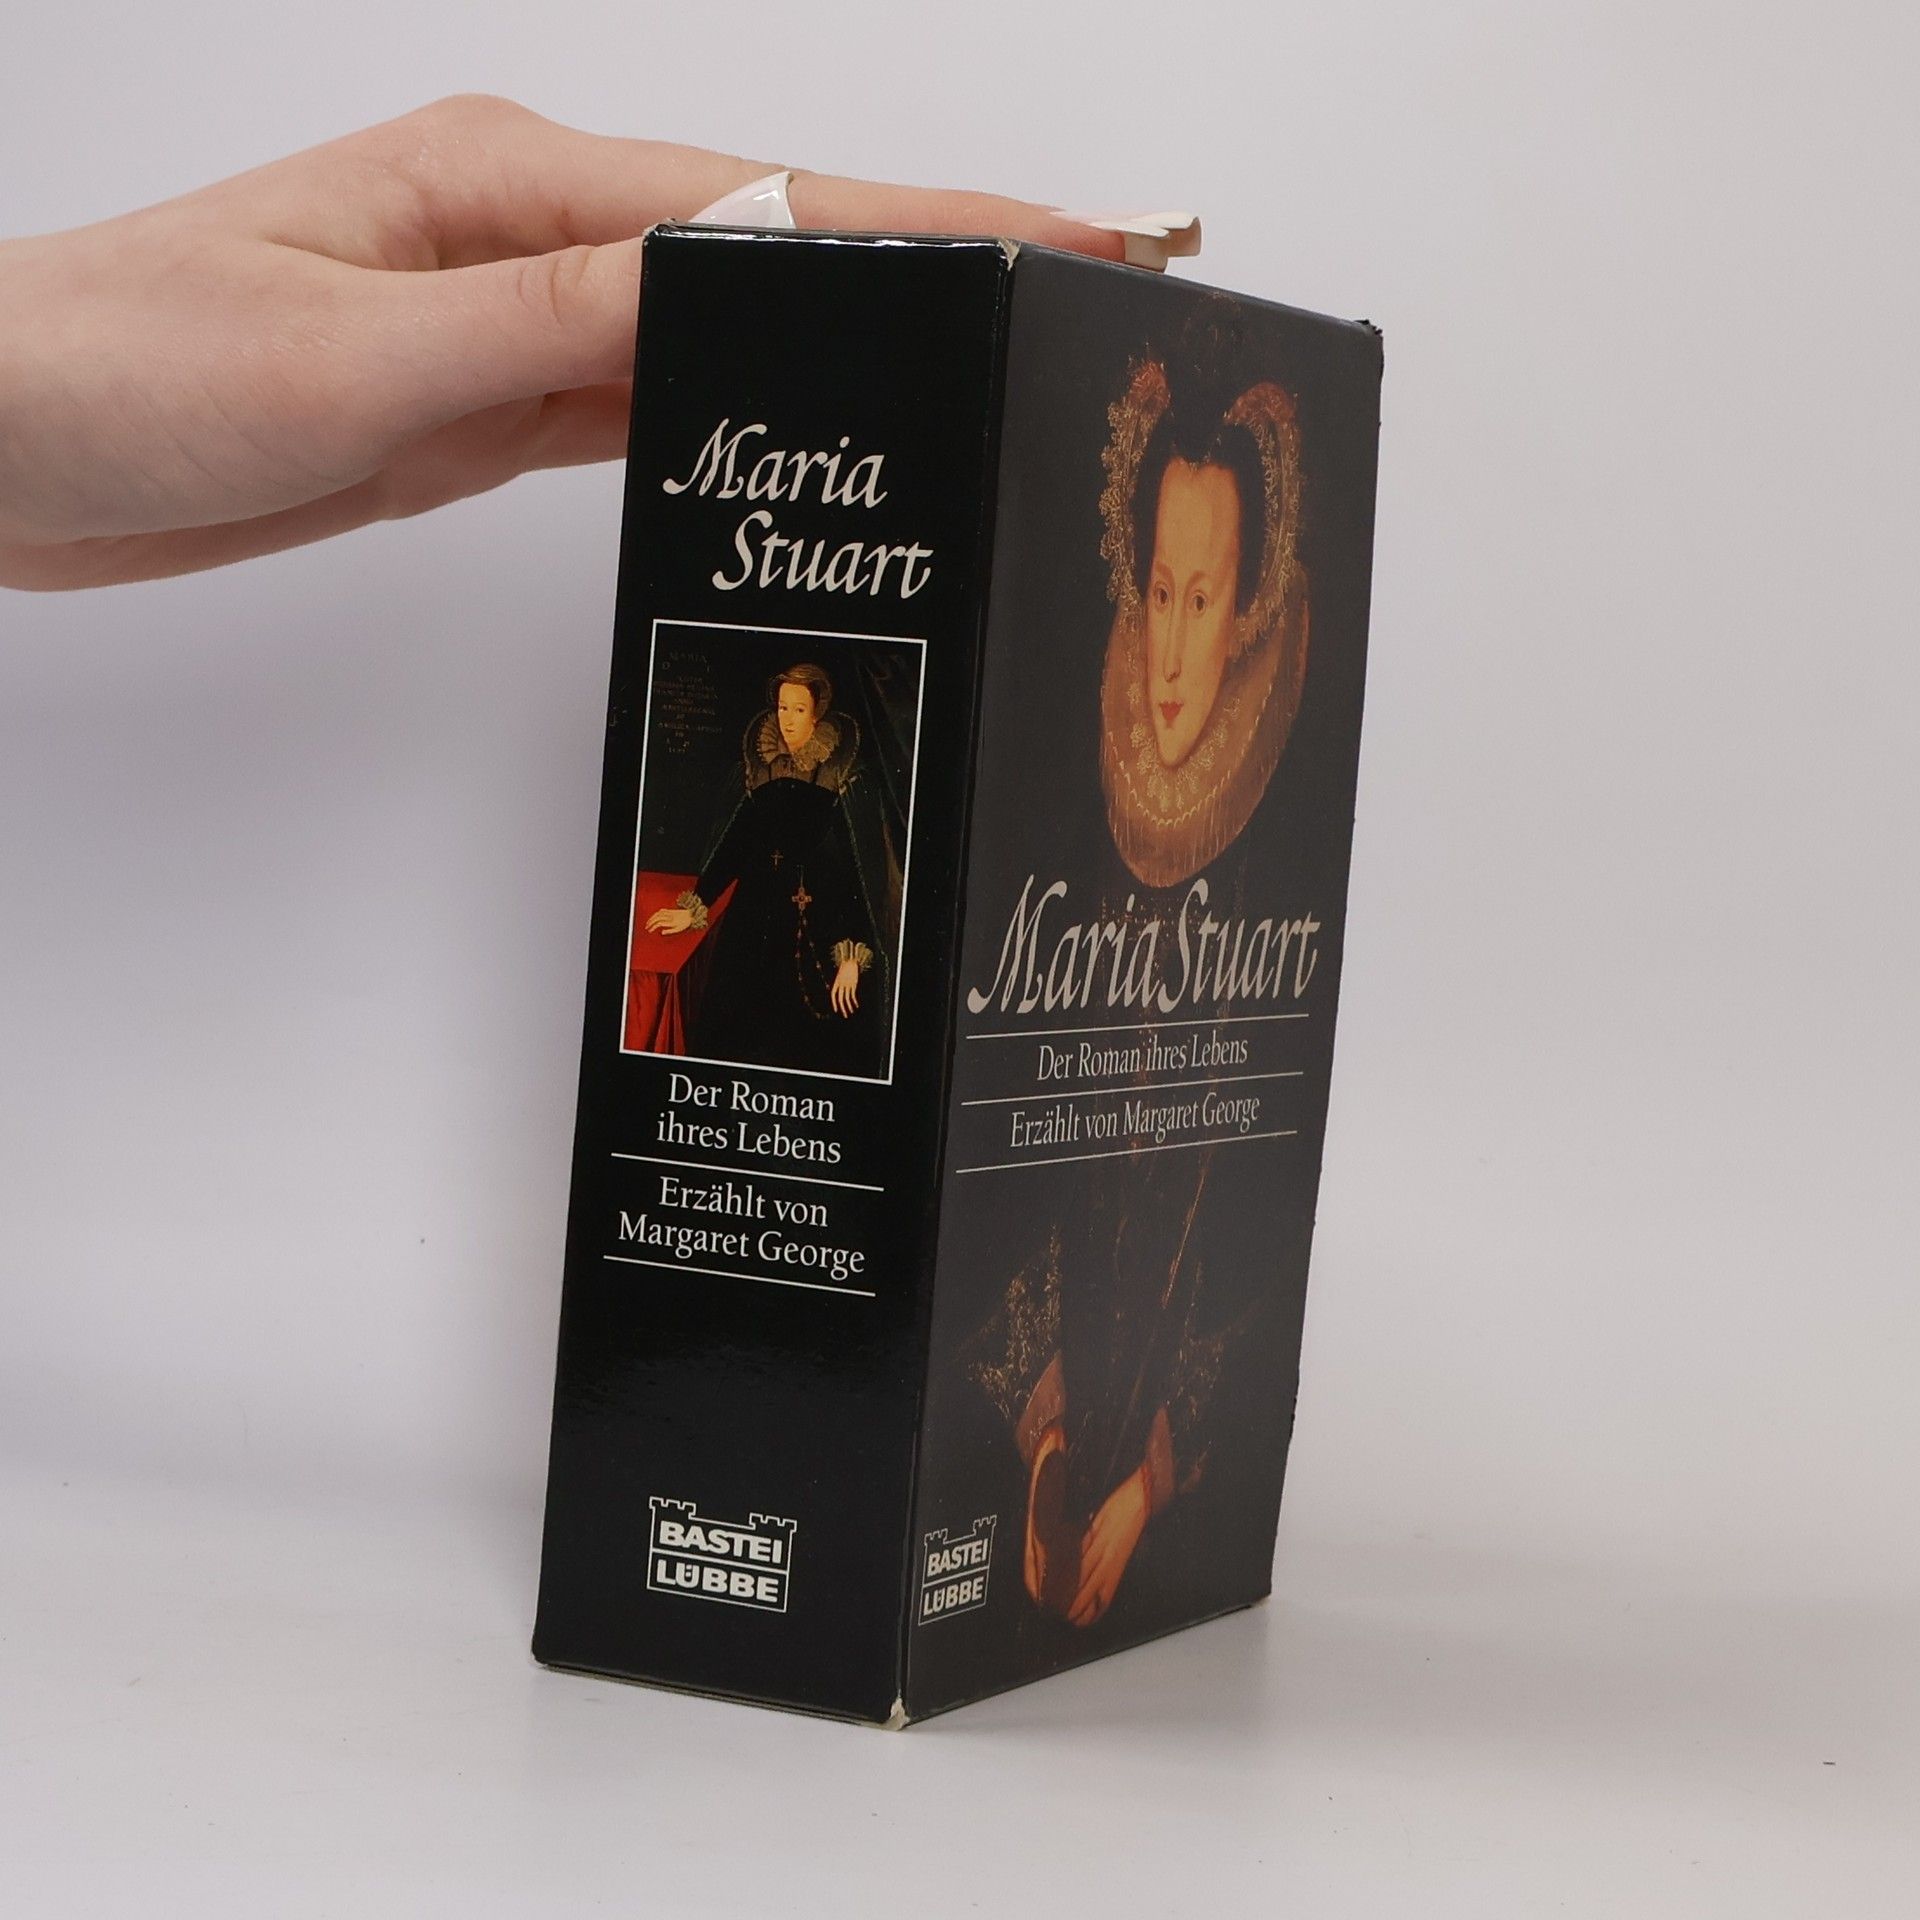 Maria
Stuart
MARIA
Der Roman
ihres Lebens
Erzählt von
Margaret George
BASTEI
LÜBBE
Maria Stuart
Der Roman ihres Lebens
Erzählt von Margaret George
BASTEI
LÜBBE